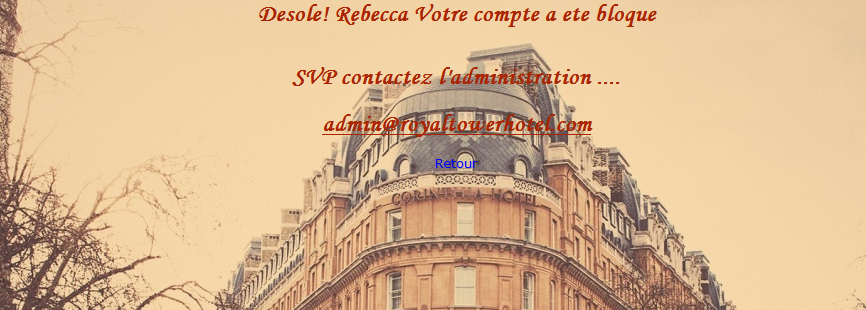 Desole! Rebecca Votre compte a ete bloque
SVP contactez l'administration ....
admin@royaltowerhotel.com
Retour
CORINTHIA HOTEL